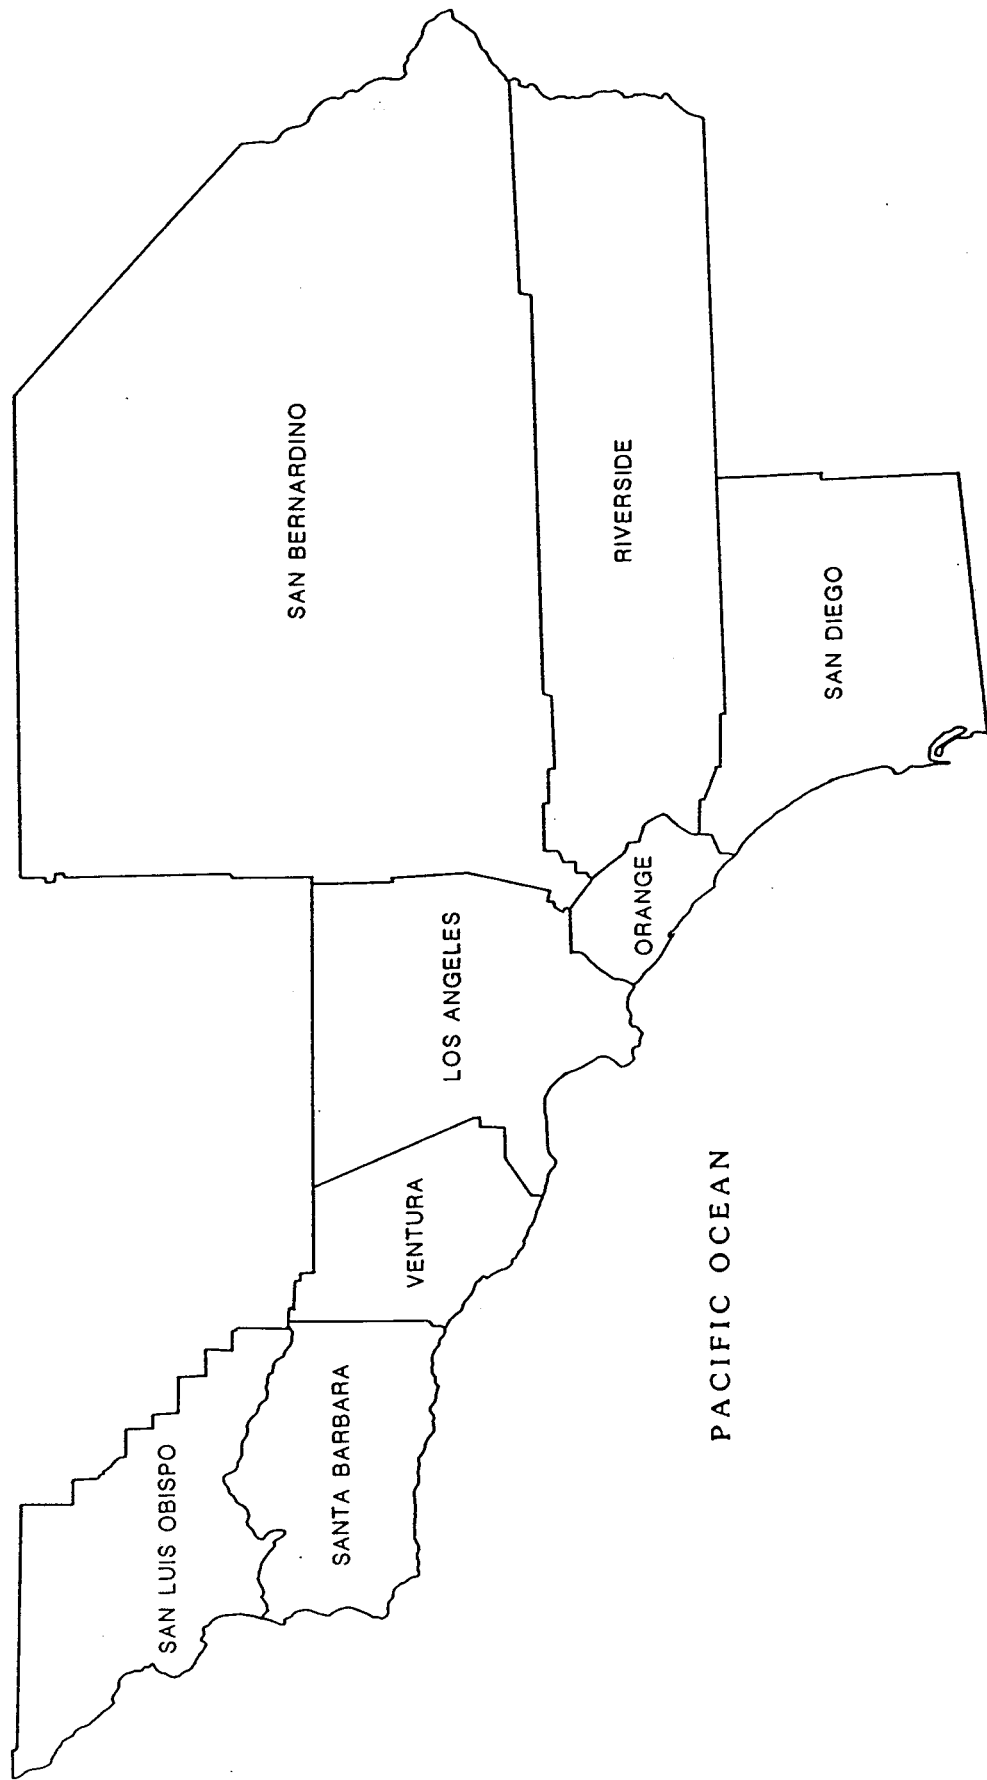 SAN LUIS OBISPO
SANTA BARBARA
VENTURA
LOS ANGELES
SAN BERNARDINO
ORANGE
RIVERSIDE
SAN DIEGO
PACIFIC OCEAN